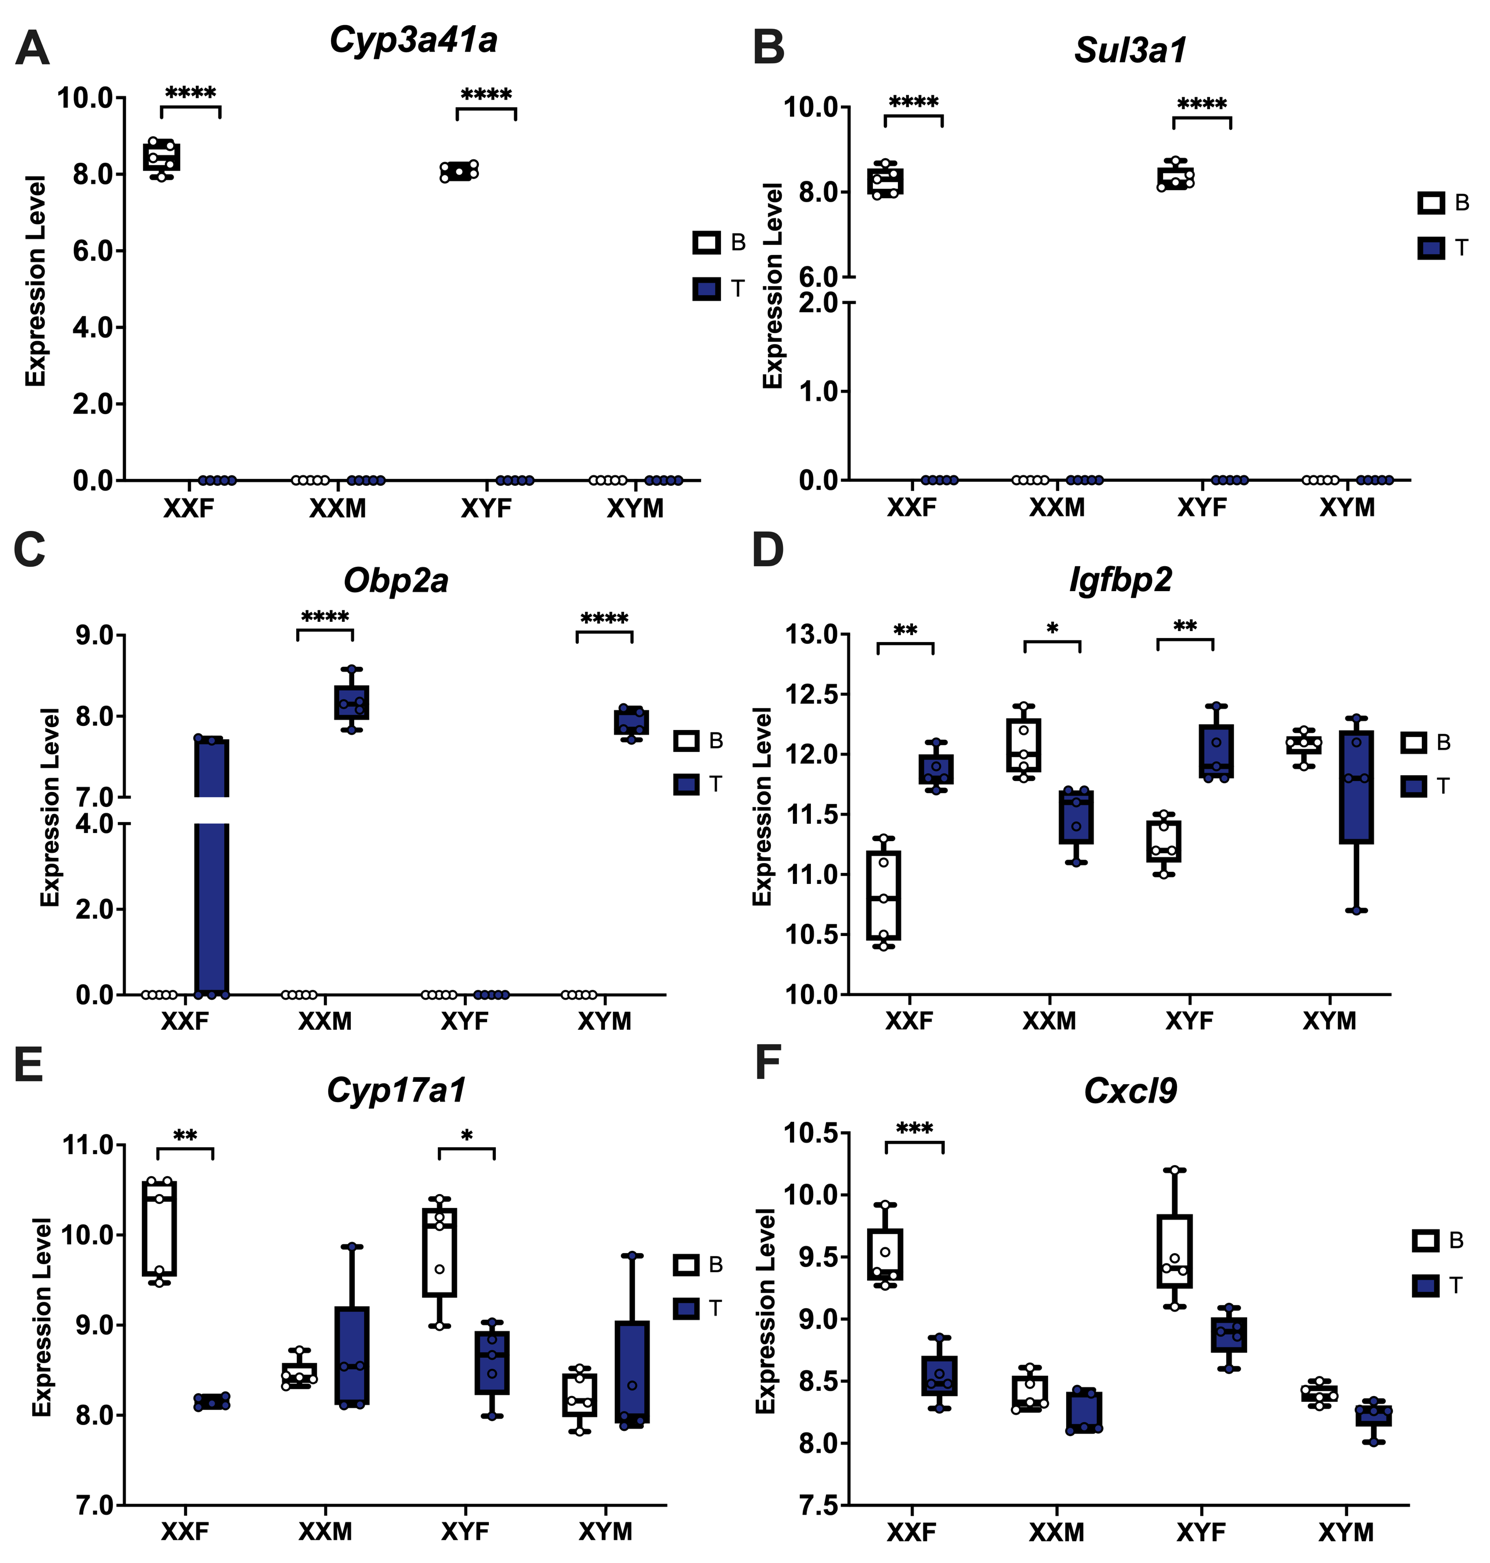 A
Cyp3a41a
Expression Level
10.0
8.0
6.0
4.0
2.0
0.0
****
****
XXF
XXM
XYF
XYM
B
T
B
Sul3a1
Expression Level
10.0
8.0
6.0
2.0
1.0
0.0
****
****
XXF
XXM
XYF
XYM
B
T
C
Obp2a
Expression Level
9.0
8.0
7.0
4.0
2.0
0.0
****
****
XXF
XXM
XYF
XYM
B
T
D
Igfbp2
Expression Level
13.0
12.5
12.0
11.5
11.0
10.5
10.0
**
*
**
XXF
XXM
XYF
XYM
B
T
E
Cyp17a1
Expression Level
11.0
10.0
9.0
8.0
7.0
**
*
XXF
XXM
XYF
XYM
B
T
F
Cxcl9
Expression Level
10.5
10.0
9.5
9.0
8.5
8.0
7.5
***
XXF
XXM
XYF
XYM
B
T